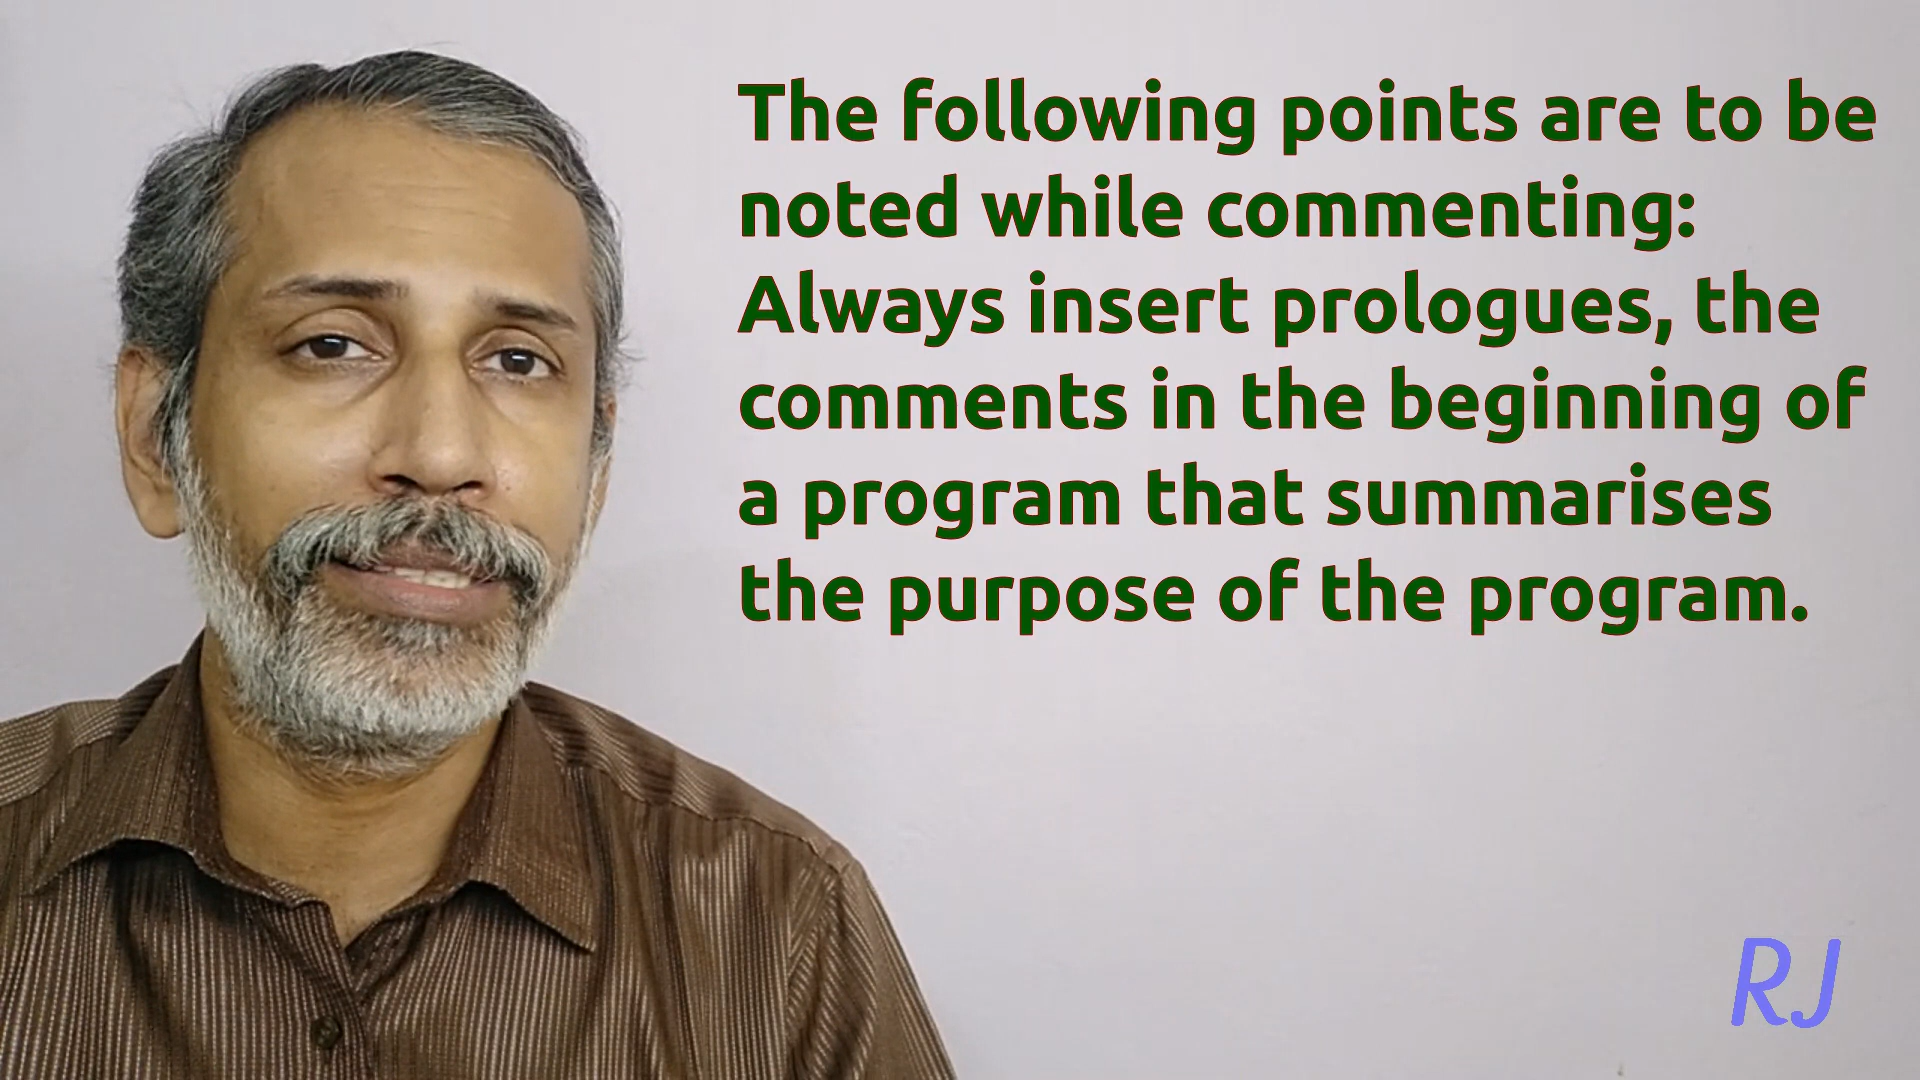 The following points are to be
noted while commenting:
Always insert prologues, the
comments in the beginning of
a program that summarises
the purpose of the program.
RJ